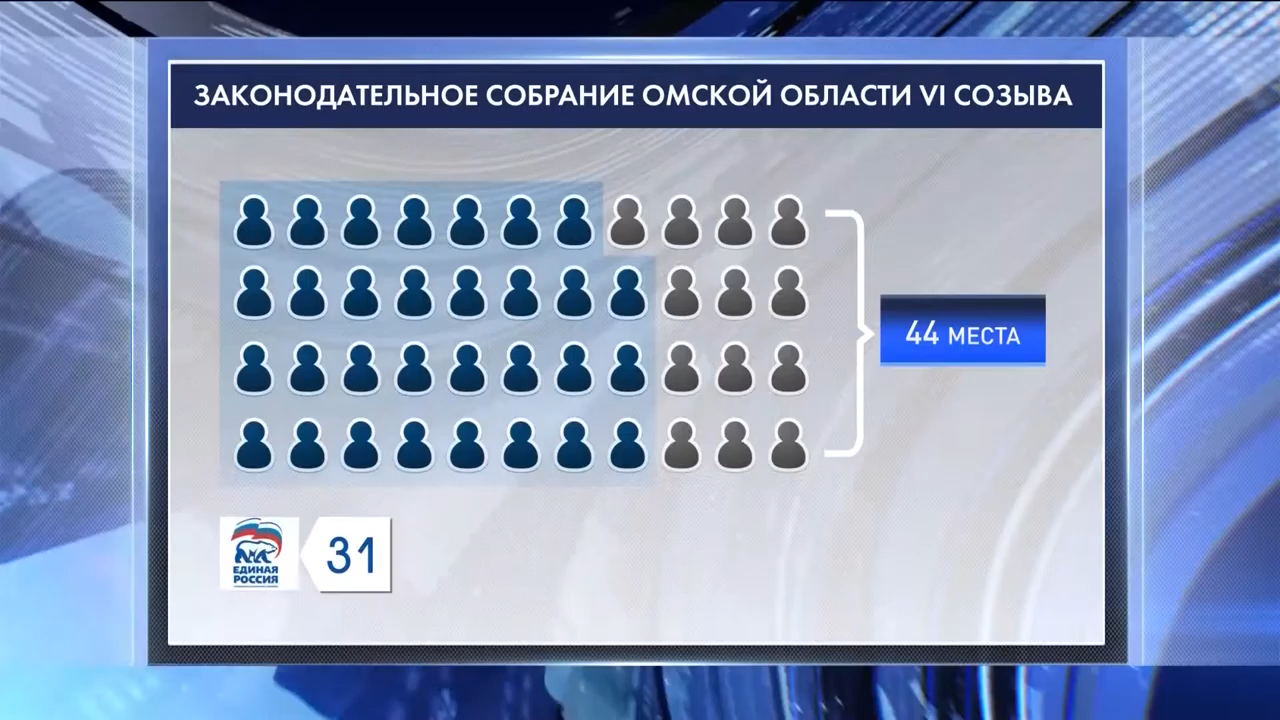 ЗАКОНОДАТЕЛЬНОЕ СОБРАНИЕ ОМСКОЙ ОБЛАСТИ VI СОЗЫВА
44 МЕСТА
ЕДИНАЯ
РОССИЯ
31